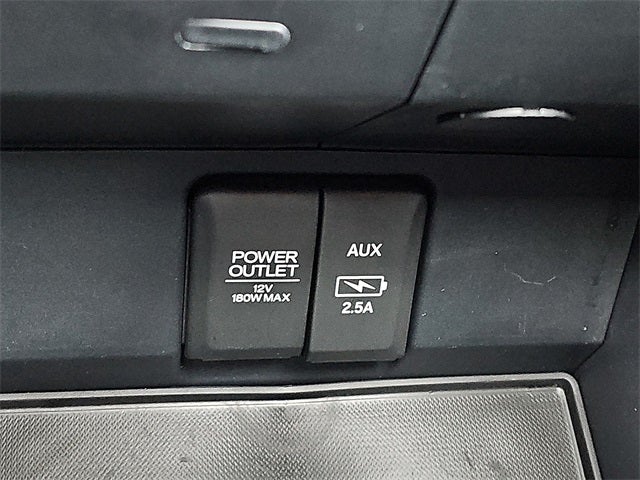 POWER
OUTLET
12V
180W MAX
AUX
2.5A